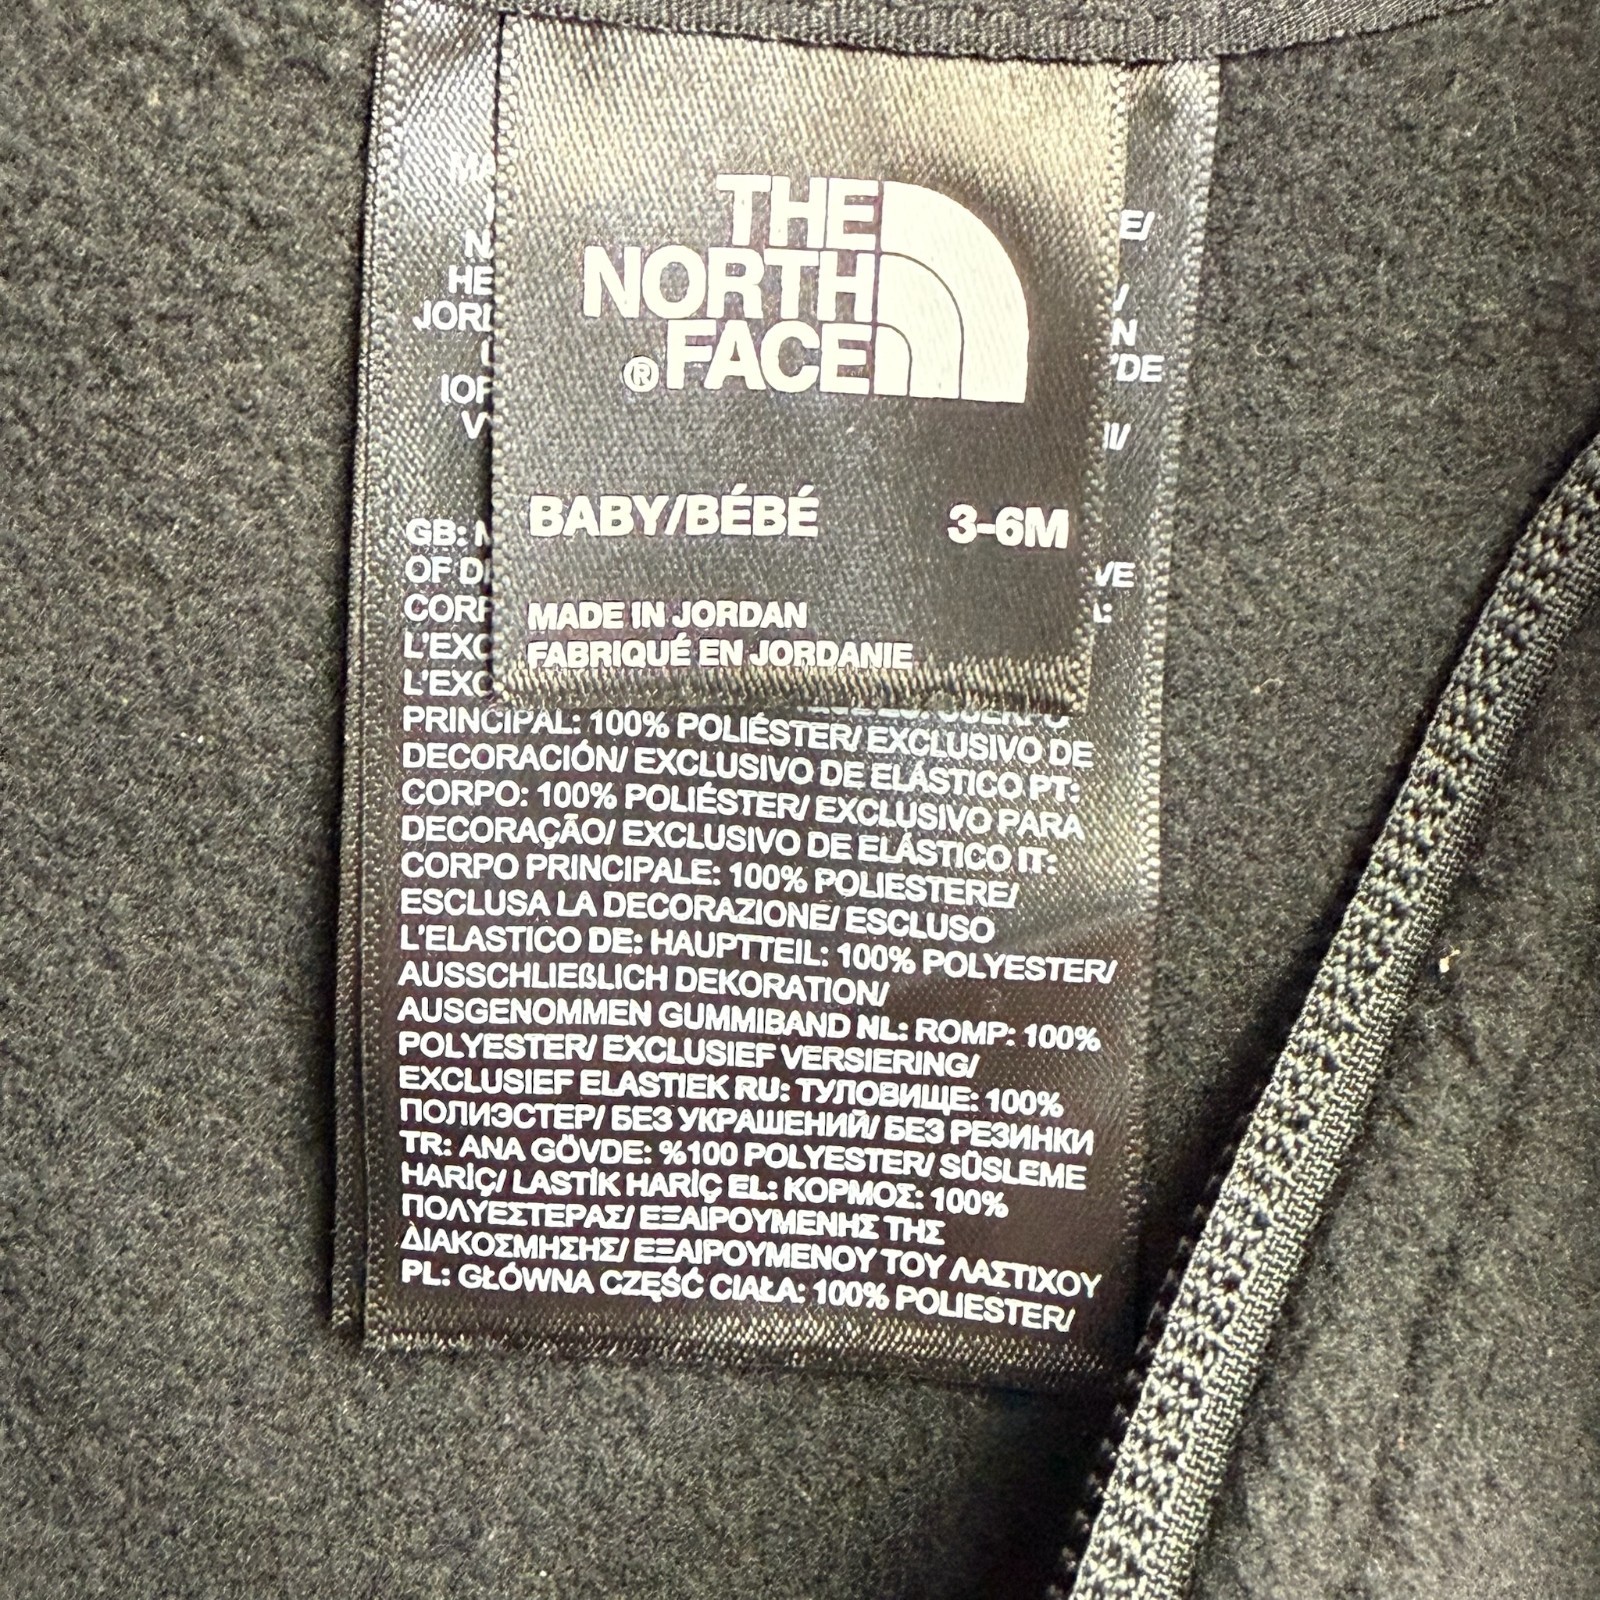 THE
NORTH
®FACE
BABY/BÉBÉ 3-6M
MADE IN JORDAN
FABRIQUÉ EN JORDANIE
GB:
OF
L'EXC
L'EXC
PRINCIPAL: 100% POLIÉSTER/ EXCLUSIVO DE
DECORACIÓN/ EXCLUSIVO DE ELÁSTICO PT:
CORPO: 100% POLIÉSTER/ EXCLUSIVO PARA
DECORAÇÃO/ EXCLUSIVO DE ELÁSTICO IT:
CORPO PRINCIPALE: 100% POLIESTERE/
ESCLUSA LA DECORAZIONE/ ESCLUSO
L'ELASTICO DE: HAUPTTEIL: 100% POLYESTER/
AUSSCHLIEßLICH DEKORATION/
AUSGENOMMEN GUMMIBAND NL: ROMP: 100%
POLYESTER/ EXCLUSIEF VERSIERING/
EXCLUSIEF ELASTIEK RU: ТУЛОВИЩЕ: 100%
ПОЛИЭСТЕР/ БЕЗ УКРАШЕНИЙ/ БЕЗ РЕЗИНКИ
TR: ANA GÖVDE: %100 POLYESTER/ SÜSLEME
HARİÇ/ LASTİK HARİÇ EL: ΚΟΡΜΟΣ: 100%
ΠΟΛΥΕΣΤΕΡΑΣ/ ΕΞΑΙΡΟΥΜΕΝΗΣ ΤΗΣ
ΔΙΑΚΟΣΜΗΣΗΣ/ ΕΞΑΙΡΟΥΜΕΝΟΥ ΤΟΥ ΛΑΣΤΙΧΟΥ
PL: GŁÓWNA CZĘŚĆ CIAŁA: 100% POLIESTER/